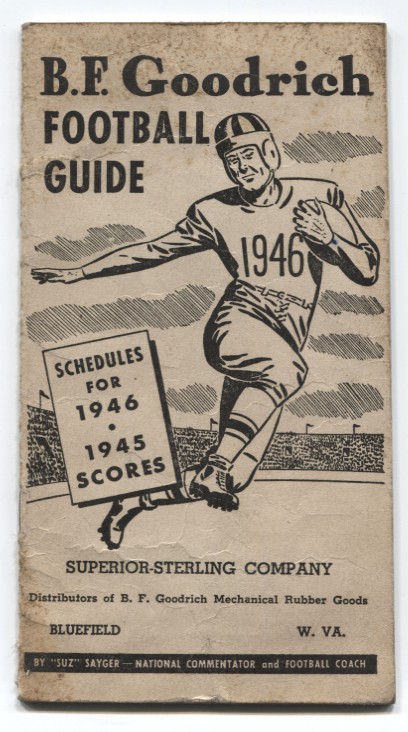 B.F. Goodrich
FOOTBALL
GUIDE
1946
SCHEDULES
FOR
1946
•
1945
SCORES
SUPERIOR-STERLING COMPANY
Distributors of B. F. Goodrich Mechanical Rubber Goods
BLUEFIELD W. VA.
BY "SUZ" SAYGER — NATIONAL COMMENTATOR and FOOTBALL COACH